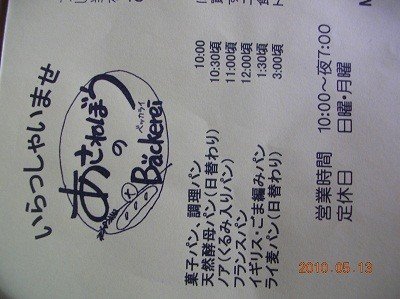 いらっしゃいませ
あさねぼう
の
ベッカライ
Bäckerei
菓子パン、調理パン 10:00
天然酵母パン(日替わり) 10:30頃
ノア(くるみ入りパン) 11:00頃
フランスパン 12:00頃
イギリス・ごま編みパン 1:30頃
ライ麦パン(日替わり) 3:00頃
営業時間 10:00〜夜7:00
定休日 日曜・月曜
2010.05.13